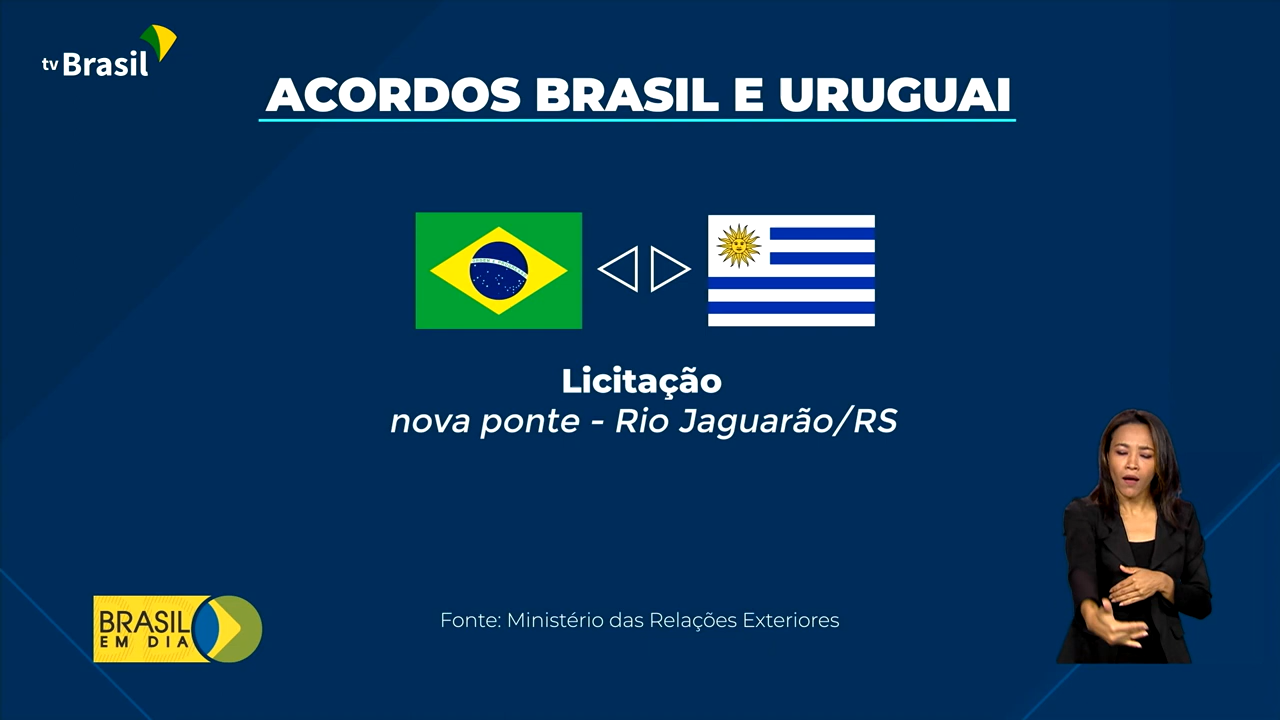 tv Brasil
ACORDOS BRASIL E URUGUAI
Licitação
nova ponte - Rio Jaguarão/RS
Fonte: Ministério das Relações Exteriores
BRASIL
EM DIA